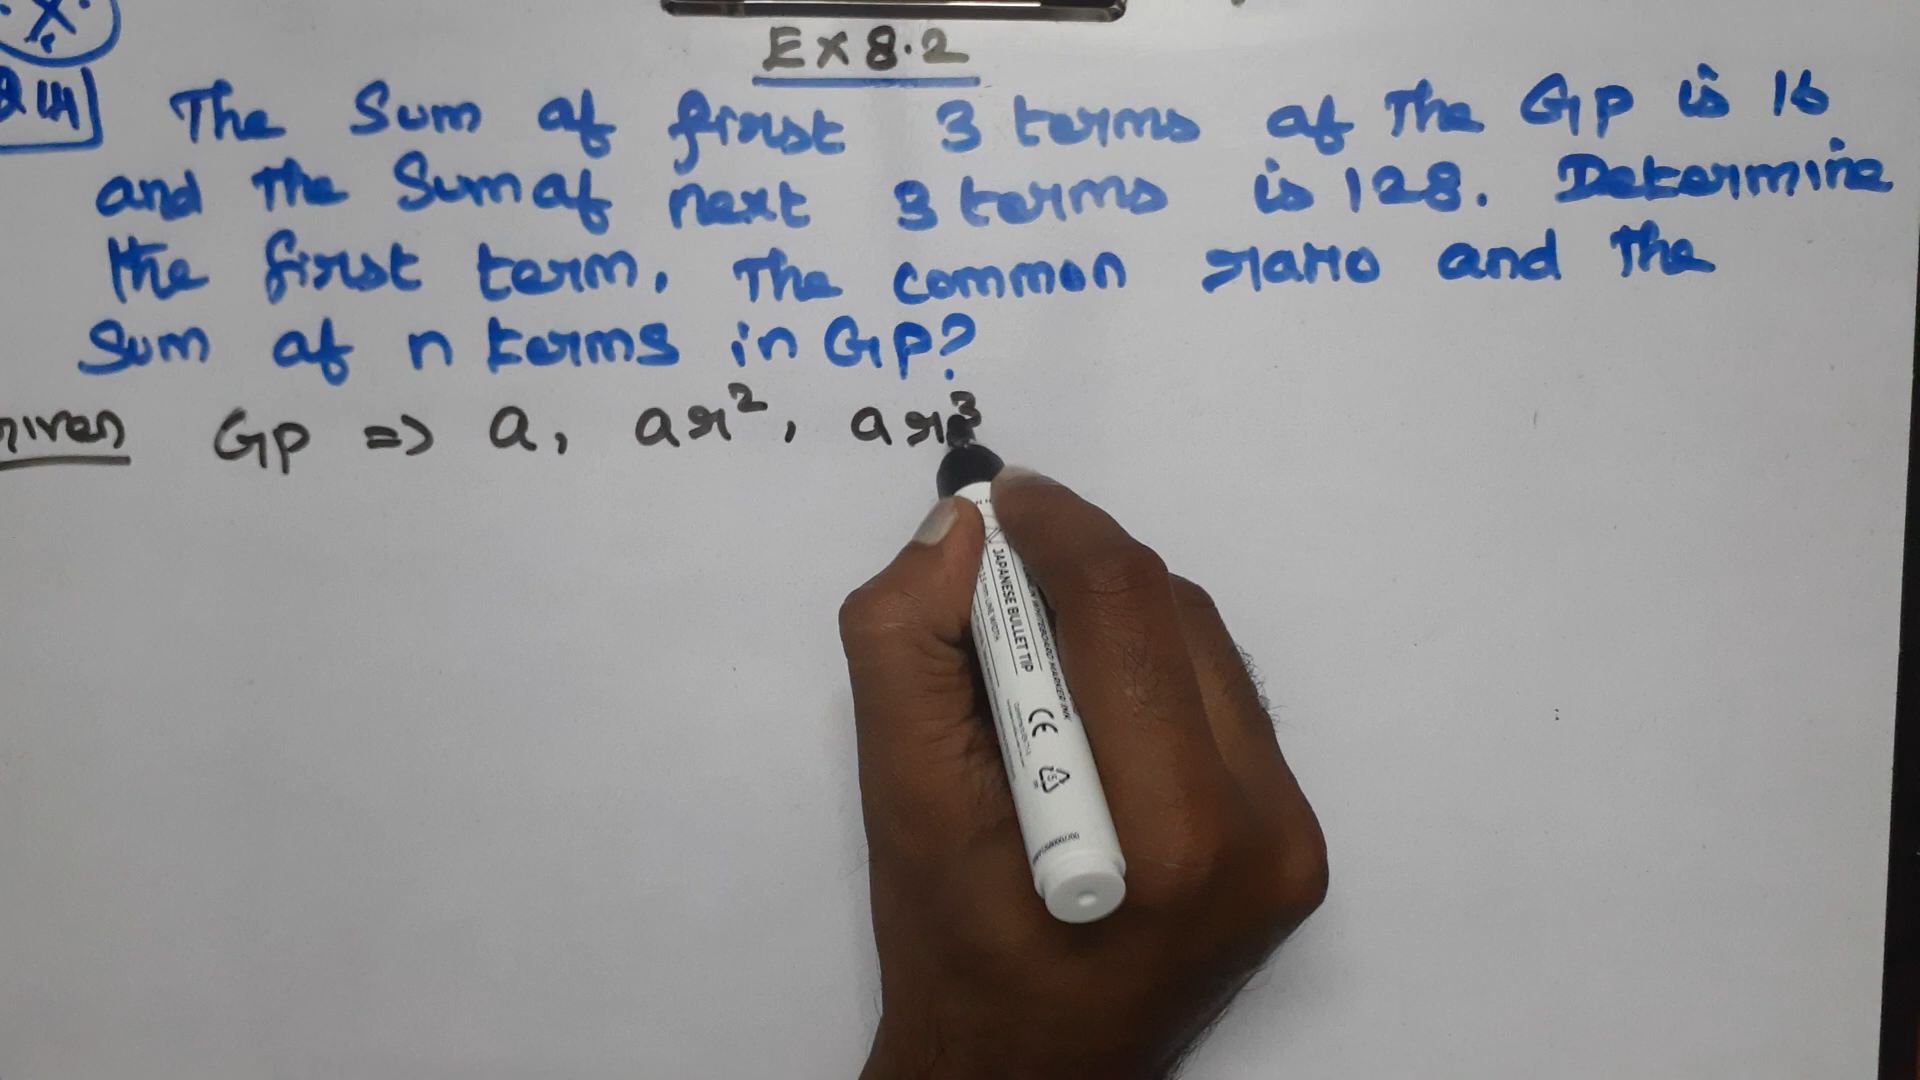 Ex 8.2
The Sum of first 3 terms of The GP is 16
and the Sum of next 3 terms is 128. Determine
the first term, The common ratio and the
Sum of n terms in GP?
GP => a, ar², ar³
JAPANESE BULLET TIP
CE